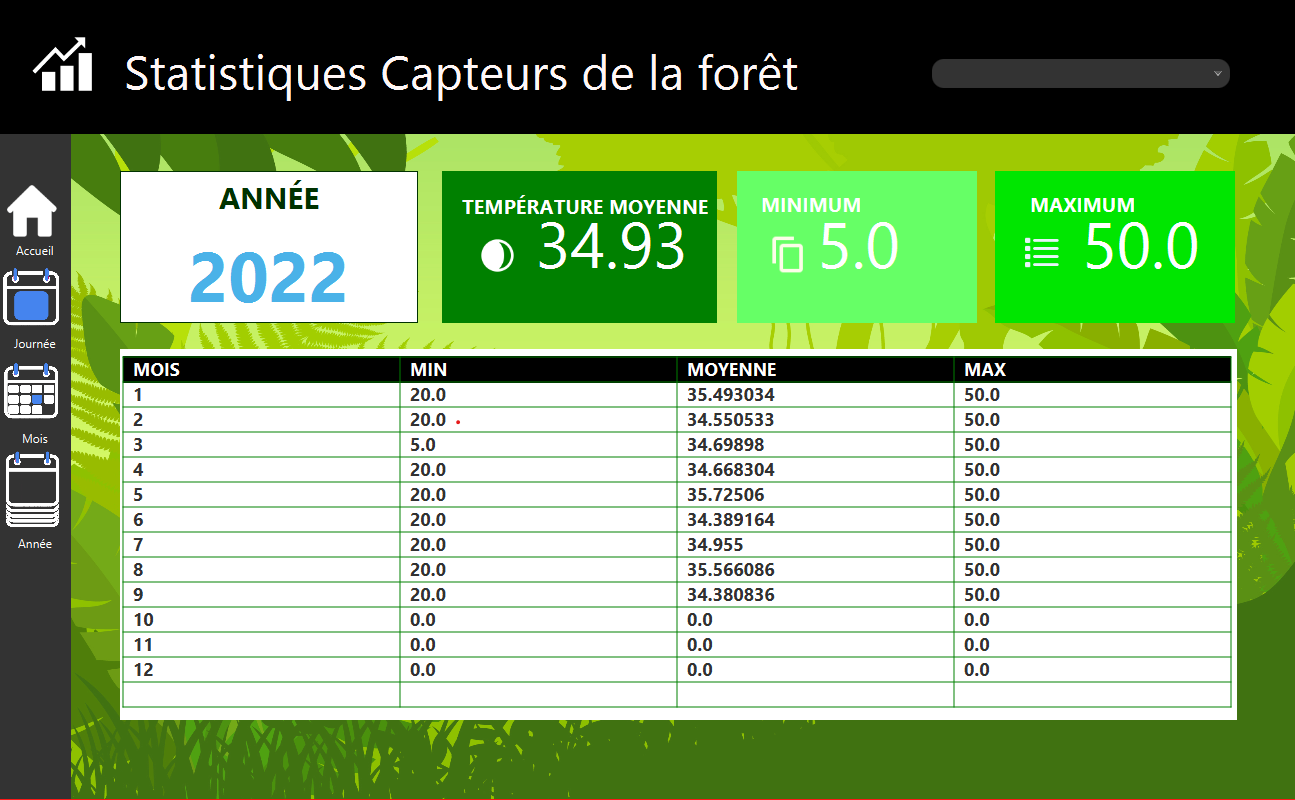 Statistiques Capteurs de la forêt
Accueil
Journée
Mois
Année
ANNÉE
2022
TEMPÉRATURE MOYENNE
34.93
MINIMUM
5.0
MAXIMUM
50.0
MOIS MIN MOYENNE MAX
1 20.0 35.493034 50.0
2 20.0 34.550533 50.0
3 5.0 34.69898 50.0
4 20.0 34.668304 50.0
5 20.0 35.72506 50.0
6 20.0 34.389164 50.0
7 20.0 34.955 50.0
8 20.0 35.566086 50.0
9 20.0 34.380836 50.0
10 0.0 0.0 0.0
11 0.0 0.0 0.0
12 0.0 0.0 0.0